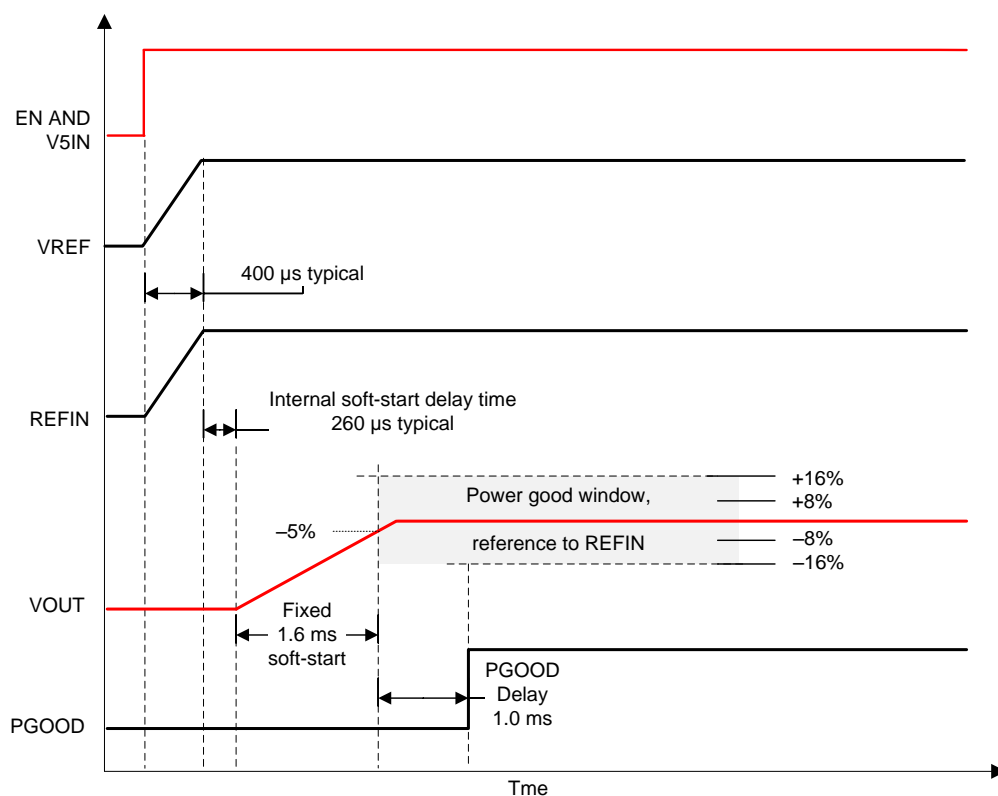 EN AND
V5IN
VREF
400 µs typical
REFIN
Internal soft-start delay time
260 µs typical
+16%
+8%
Power good window,
–5%
reference to REFIN
–8%
–16%
VOUT
Fixed
1.6 ms
soft-start
PGOOD
Delay
1.0 ms
PGOOD
Tme